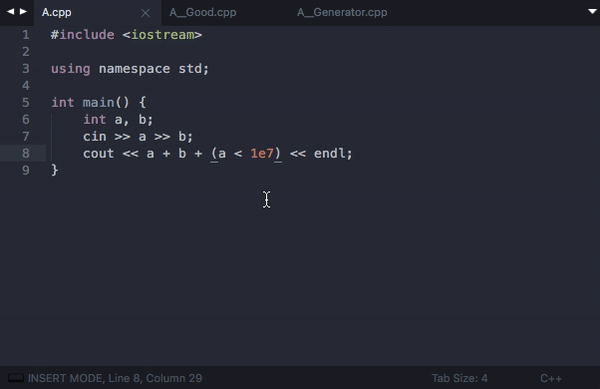 A.cpp A__Good.cpp A__Generator.cpp
1 #include <iostream>
2
3 using namespace std;
4
5 int main() {
6     int a, b;
7     cin >> a >> b;
8     cout << a + b + (a < 1e7) << endl;
9 }
INSERT MODE, Line 8, Column 29 Tab Size: 4 C++